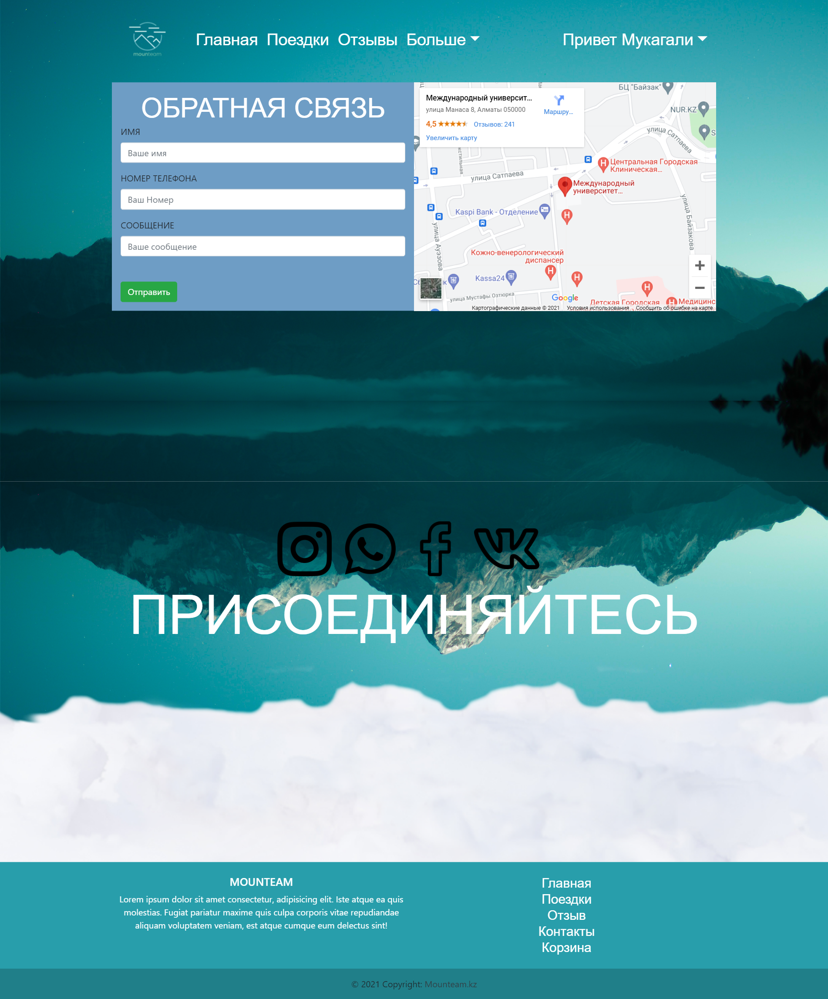 mounteam
Главная Поездки Отзывы Больше
Привет Мукагали
ОБРАТНАЯ СВЯЗЬ
ИМЯ
Ваше имя
НОМЕР ТЕЛЕФОНА
Ваш Номер
СООБЩЕНИЕ
Ваше сообщение
Отправить
Международный университ...
улица Манаса 8, Алматы 050000
4,5
Отзывов: 241
Увеличить карту
Маршру...
БЦ "Байзак"
NUR.KZ
S
улица Сатпаева
кстильная
Центральная Городская
Клиническая...
улица Сатпаева
Международный
университет...
Kaspi Bank - Отделение
улица Байзакова
улица Ауэзова
Кожно-венерологический
диспансер
Kassa24
улица Мустафы Озтюрка
Google
Детская Городская
Медицинс
Картографические данные © 2021
Условия использования
Сообщить об ошибке на карте
ПРИСОЕДИНЯЙТЕСЬ
MOUNTEAM
Lorem ipsum dolor sit amet consectetur, adipisicing elit. Iste atque ea quis
molestias. Fugiat pariatur maxime quis culpa corporis vitae repudiandae
aliquam voluptatem veniam, est atque cumque eum delectus sint!
Главная
Поездки
Отзыв
Контакты
Корзина
© 2021 Copyright: Mounteam.kz